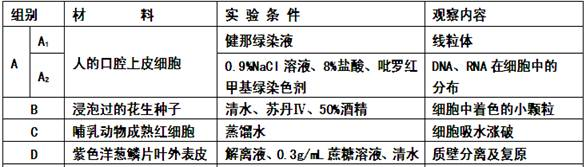 组别 材 料 实 验 条 件 观察内容
A A₁ 人的口腔上皮细胞 健那绿染液 线粒体
A₂ 0.9%NaCl 溶液、8%盐酸、吡罗红甲基绿染色剂 DNA、RNA 在细胞中的分布
B 浸泡过的花生种子 清水、苏丹Ⅳ、50%酒精 细胞中着色的小颗粒
C 哺乳动物成熟红细胞 蒸馏水 细胞吸水涨破
D 紫色洋葱鳞片叶外表皮 解离液、0.3g/mL 蔗糖溶液、清水 质壁分离及复原